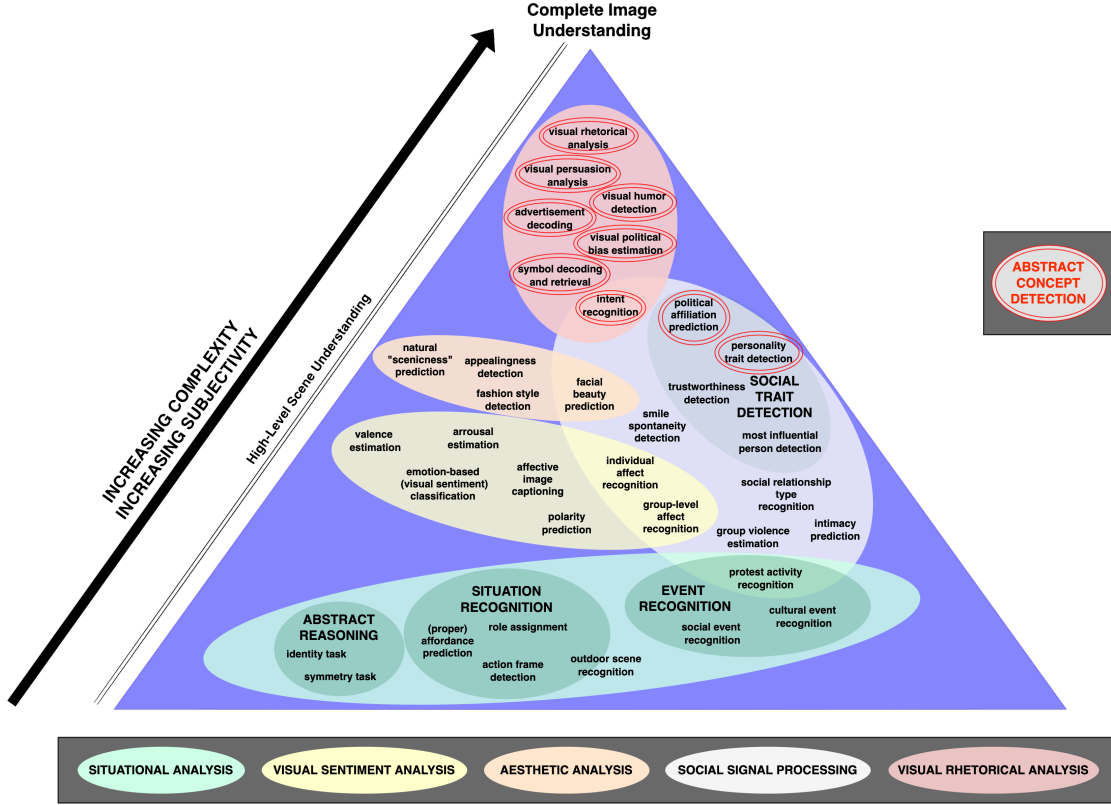 Complete Image
Understanding
visual rhetorical
analysis
visual persuasion
analysis
visual humor
detection
advertisement
decoding
visual political
bias estimation
symbol decoding
and retrieval
intent
recognition
political
affiliation
prediction
personality
trait detection
ABSTRACT
CONCEPT
DETECTION
INCREASING COMPLEXITY
INCREASING SUBJECTIVITY
High-Level Scene Understanding
natural
"scenicness"
prediction
appealingness
detection
fashion style
detection
facial
beauty
prediction
trustworthiness
detection
SOCIAL
TRAIT
DETECTION
smile
spontaneity
detection
most influential
person detection
valence
estimation
arrousal
estimation
emotion-based
(visual sentiment)
classification
affective
image
captioning
individual
affect
recognition
polarity
prediction
group-level
affect
recognition
social relationship
type
recognition
group violence
estimation
intimacy
prediction
protest activity
recognition
EVENT
RECOGNITION
cultural event
recognition
social event
recognition
SITUATION
RECOGNITION
(proper)
affordance
prediction
role assignment
action frame
detection
outdoor scene
recognition
ABSTRACT
REASONING
identity task
symmetry task
SITUATIONAL ANALYSIS
VISUAL SENTIMENT ANALYSIS
AESTHETIC ANALYSIS
SOCIAL SIGNAL PROCESSING
VISUAL RHETORICAL ANALYSIS